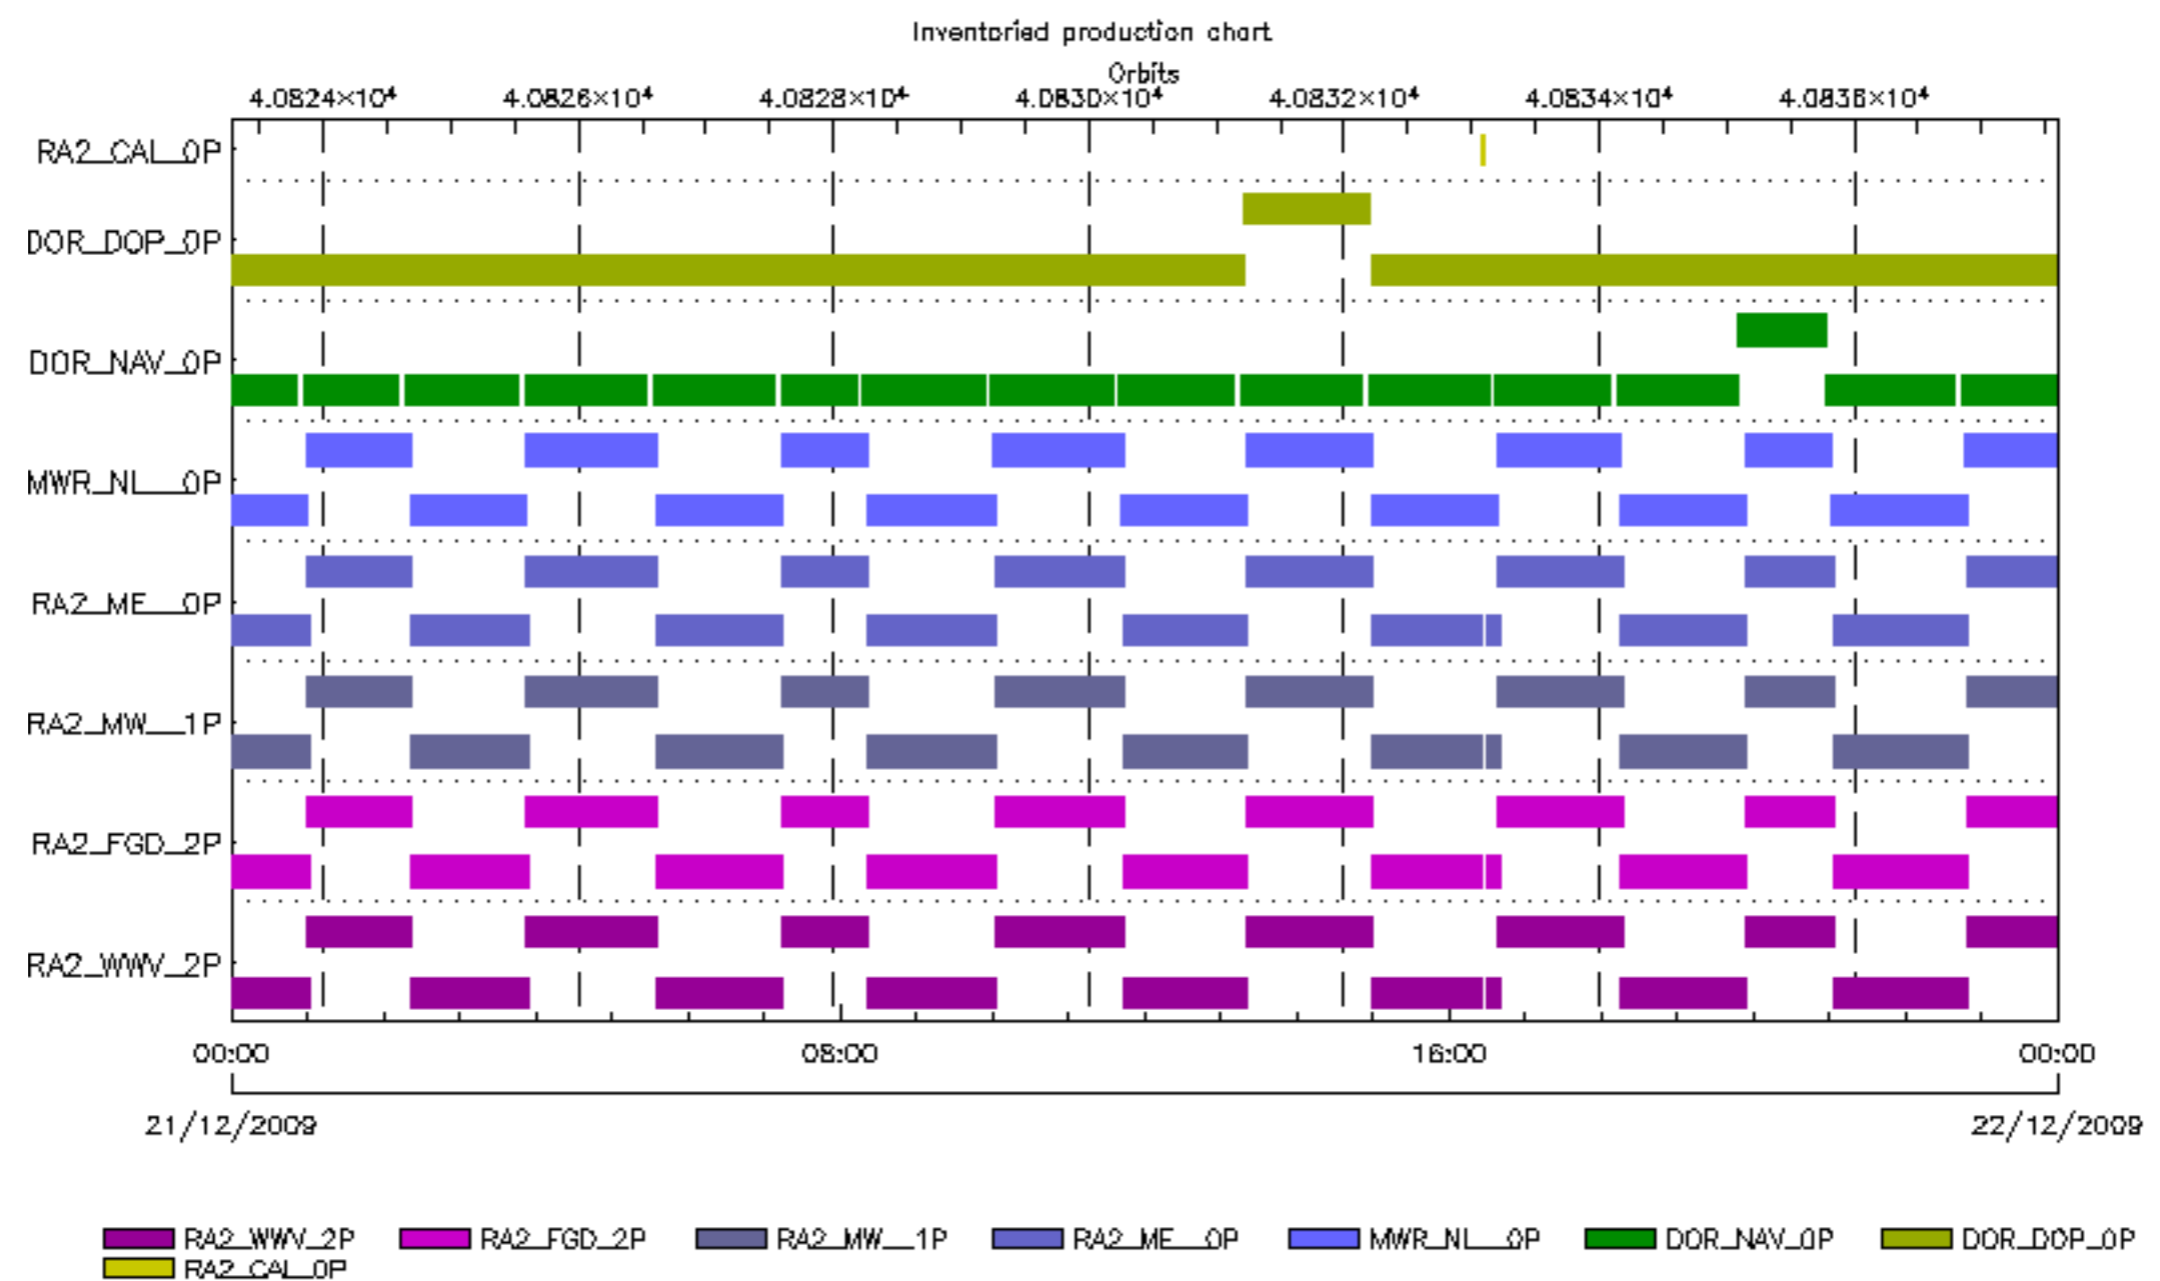 Inventoried production chart
Orbits
4.0824×10⁴ 4.0826×10⁴ 4.0828×10⁴ 4.0830×10⁴ 4.0832×10⁴ 4.0834×10⁴ 4.0836×10⁴
RA2_CAL_0P
DOR_DOP_0P
DOR_NAV_0P
MWR_NL__0P
RA2_ME__0P
RA2_MW__1P
RA2_FGD_2P
RA2_WWV_2P
00:00 08:00 16:00 00:00
21/12/2009 22/12/2009
RA2_WWV_2P RA2_FGD_2P RA2_MW__1P RA2_ME__0P MWR_NL__0P DOR_NAV_0P DOR_DOP_0P
RA2_CAL_0P